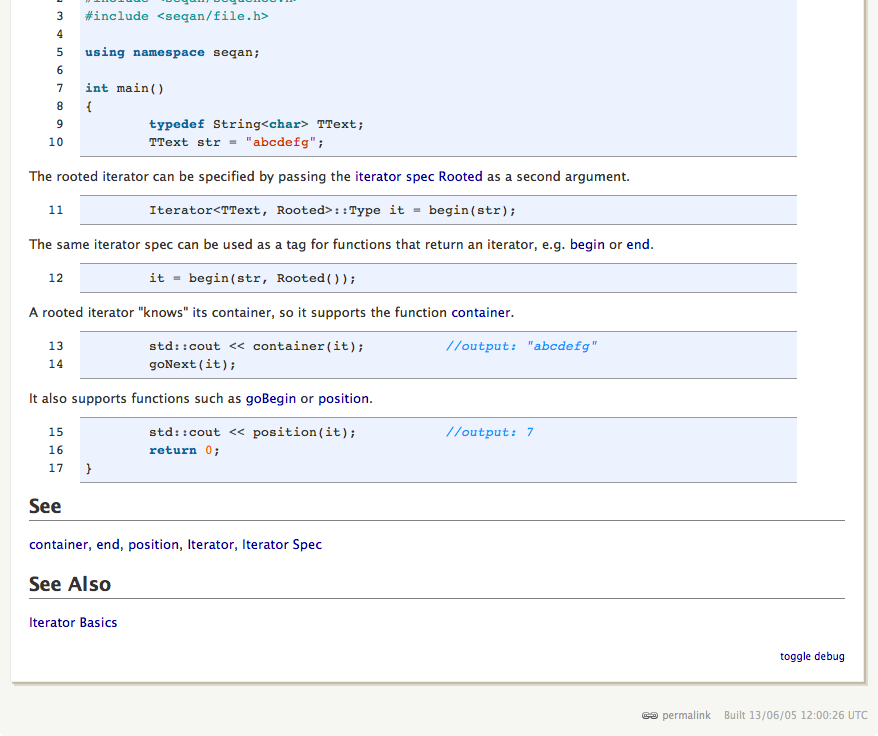 3 #include <seqan/file.h>
4
5 using namespace seqan;
6
7 int main()
8 {
9 typedef String<char> TText;
10 TText str = "abcdefg";
The rooted iterator can be specified by passing the iterator spec Rooted as a second argument.
11 Iterator<TText, Rooted>::Type it = begin(str);
The same iterator spec can be used as a tag for functions that return an iterator, e.g. begin or end.
12 it = begin(str, Rooted());
A rooted iterator "knows" its container, so it supports the function container.
13 std::cout << container(it); //output: "abcdefg"
14 goNext(it);
It also supports functions such as goBegin or position.
15 std::cout << position(it); //output: 7
16 return 0;
17 }
See
container, end, position, Iterator, Iterator Spec
See Also
Iterator Basics
toggle debug
permalink Built 13/06/05 12:00:26 UTC